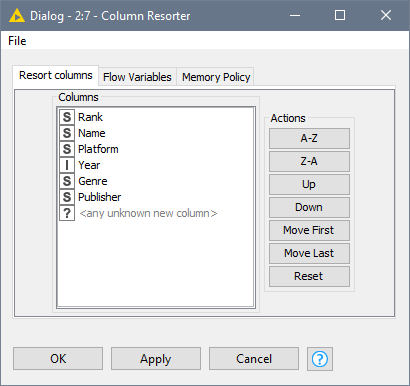 Dialog - 2:7 - Column Resorter
File
Resort columns Flow Variables Memory Policy
Columns
S Rank
S Name
S Platform
I Year
S Genre
S Publisher
? <any unknown new column>
Actions
A-Z
Z-A
Up
Down
Move First
Move Last
Reset
OK Apply Cancel ?